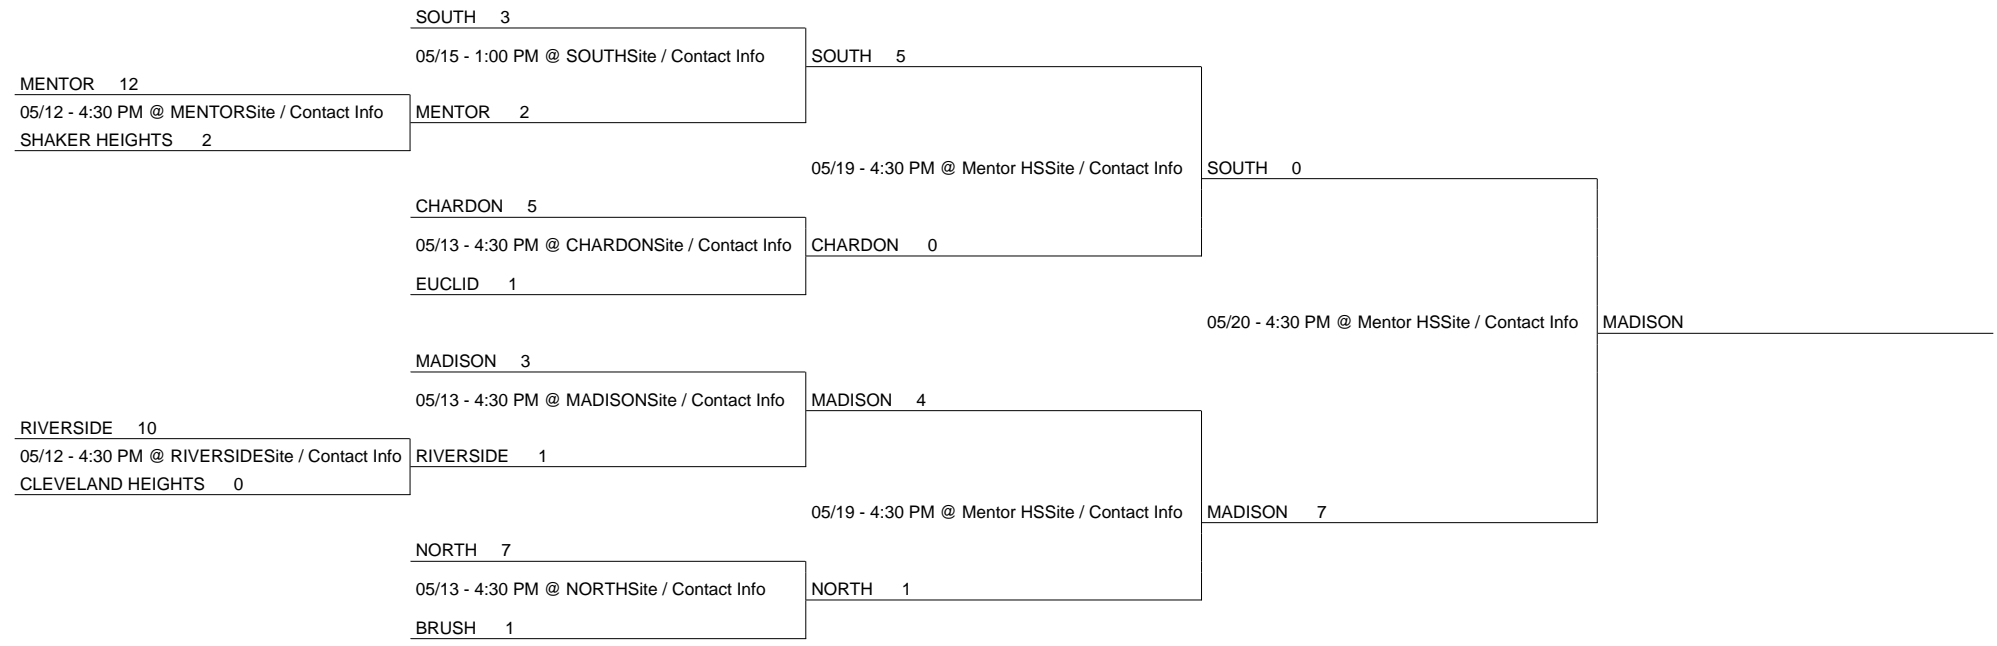 SOUTH 3
05/15 - 1:00 PM @ SOUTHSite / Contact Info
SOUTH 5
MENTOR 12
05/12 - 4:30 PM @ MENTORSite / Contact Info
MENTOR 2
SHAKER HEIGHTS 2
05/19 - 4:30 PM @ Mentor HSSite / Contact Info
SOUTH 0
CHARDON 5
05/13 - 4:30 PM @ CHARDONSite / Contact Info
CHARDON 0
EUCLID 1
05/20 - 4:30 PM @ Mentor HSSite / Contact Info
MADISON
MADISON 3
05/13 - 4:30 PM @ MADISONSite / Contact Info
MADISON 4
RIVERSIDE 10
05/12 - 4:30 PM @ RIVERSIDESite / Contact Info
RIVERSIDE 1
CLEVELAND HEIGHTS 0
05/19 - 4:30 PM @ Mentor HSSite / Contact Info
MADISON 7
NORTH 7
05/13 - 4:30 PM @ NORTHSite / Contact Info
NORTH 1
BRUSH 1